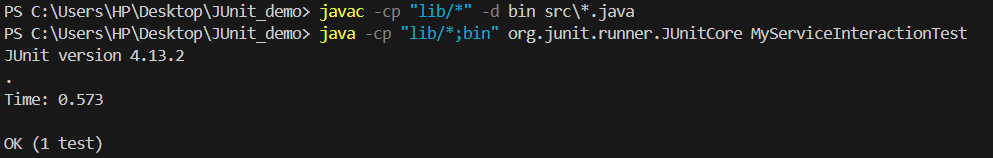 PS C:\Users\HP\Desktop\JUnit_demo> javac -cp "lib/*" -d bin src\*.java
PS C:\Users\HP\Desktop\JUnit_demo> java -cp "lib/*;bin" org.junit.runner.JUnitCore MyServiceInteractionTest
JUnit version 4.13.2
.
Time: 0.573
OK (1 test)